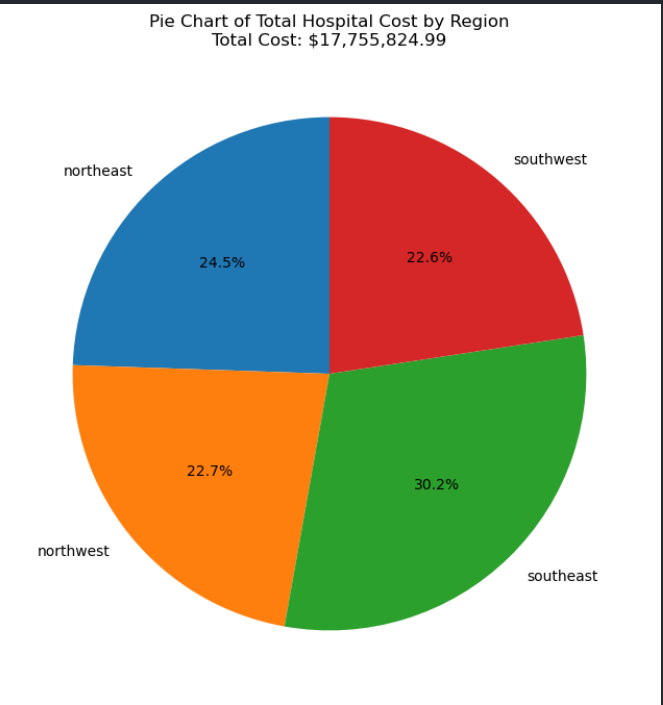 Pie Chart of Total Hospital Cost by Region
Total Cost: $17,755,824.99
southwest
northeast
22.6%
24.5%
22.7%
30.2%
northwest
southeast